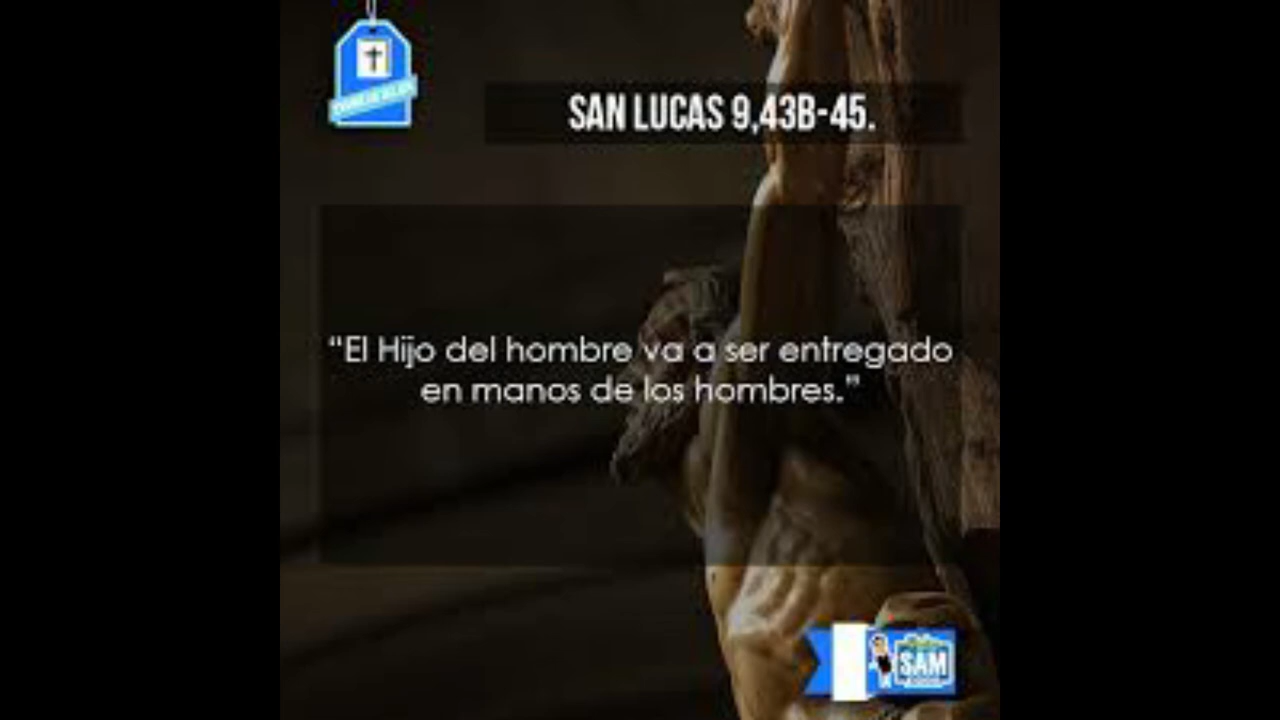 SAN LUCAS 9,43B-45.
“El Hijo del hombre va a ser entregado
en manos de los hombres.”
SAM